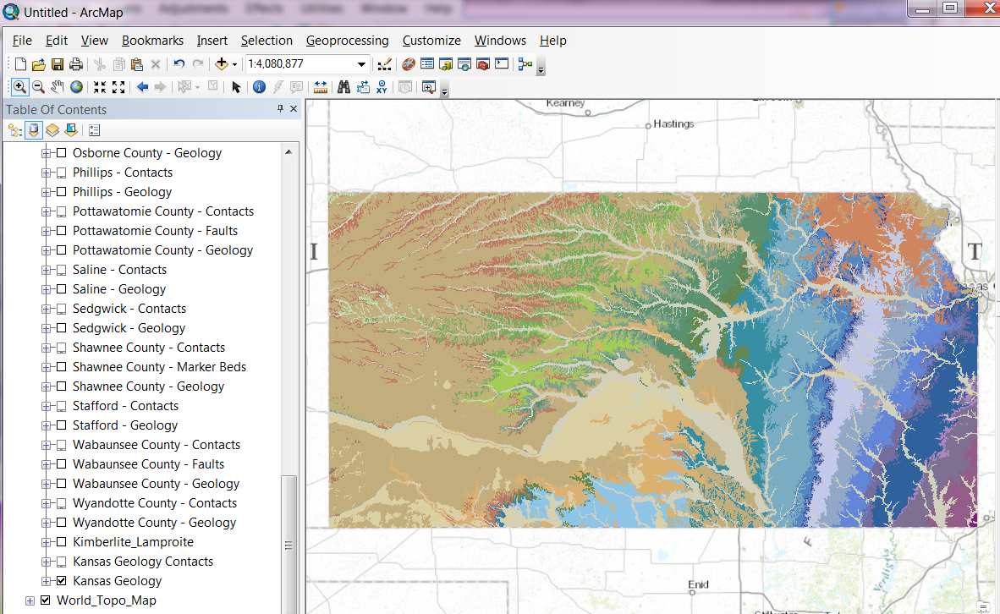 Untitled - ArcMap
File Edit View Bookmarks Insert Selection Geoprocessing Customize Windows Help
1:4,080,877
XY
Table Of Contents
Osborne County - Geology
Phillips - Contacts
Phillips - Geology
Pottawatomie County - Contacts
Pottawatomie County - Faults
Pottawatomie County - Geology
Saline - Contacts
Saline - Geology
Sedgwick - Contacts
Sedgwick - Geology
Shawnee County - Contacts
Shawnee County - Marker Beds
Shawnee County - Geology
Stafford - Contacts
Stafford - Geology
Wabaunsee County - Contacts
Wabaunsee County - Faults
Wabaunsee County - Geology
Wyandotte County - Contacts
Wyandotte County - Geology
Kimberlite_Lamproite
Kansas Geology Contacts
Kansas Geology
World_Topo_Map
Kearney
Hastings
I
T
as
F
Verdigris
Enid